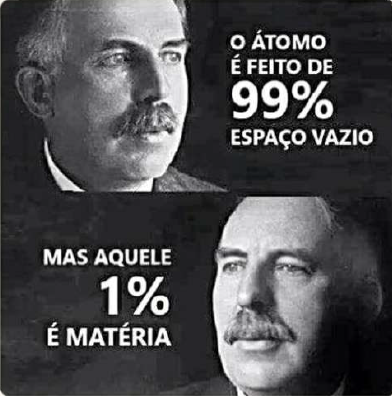 O ÁTOMO
É FEITO DE
99%
ESPAÇO VAZIO
MAS AQUELE
1%
É MATÉRIA